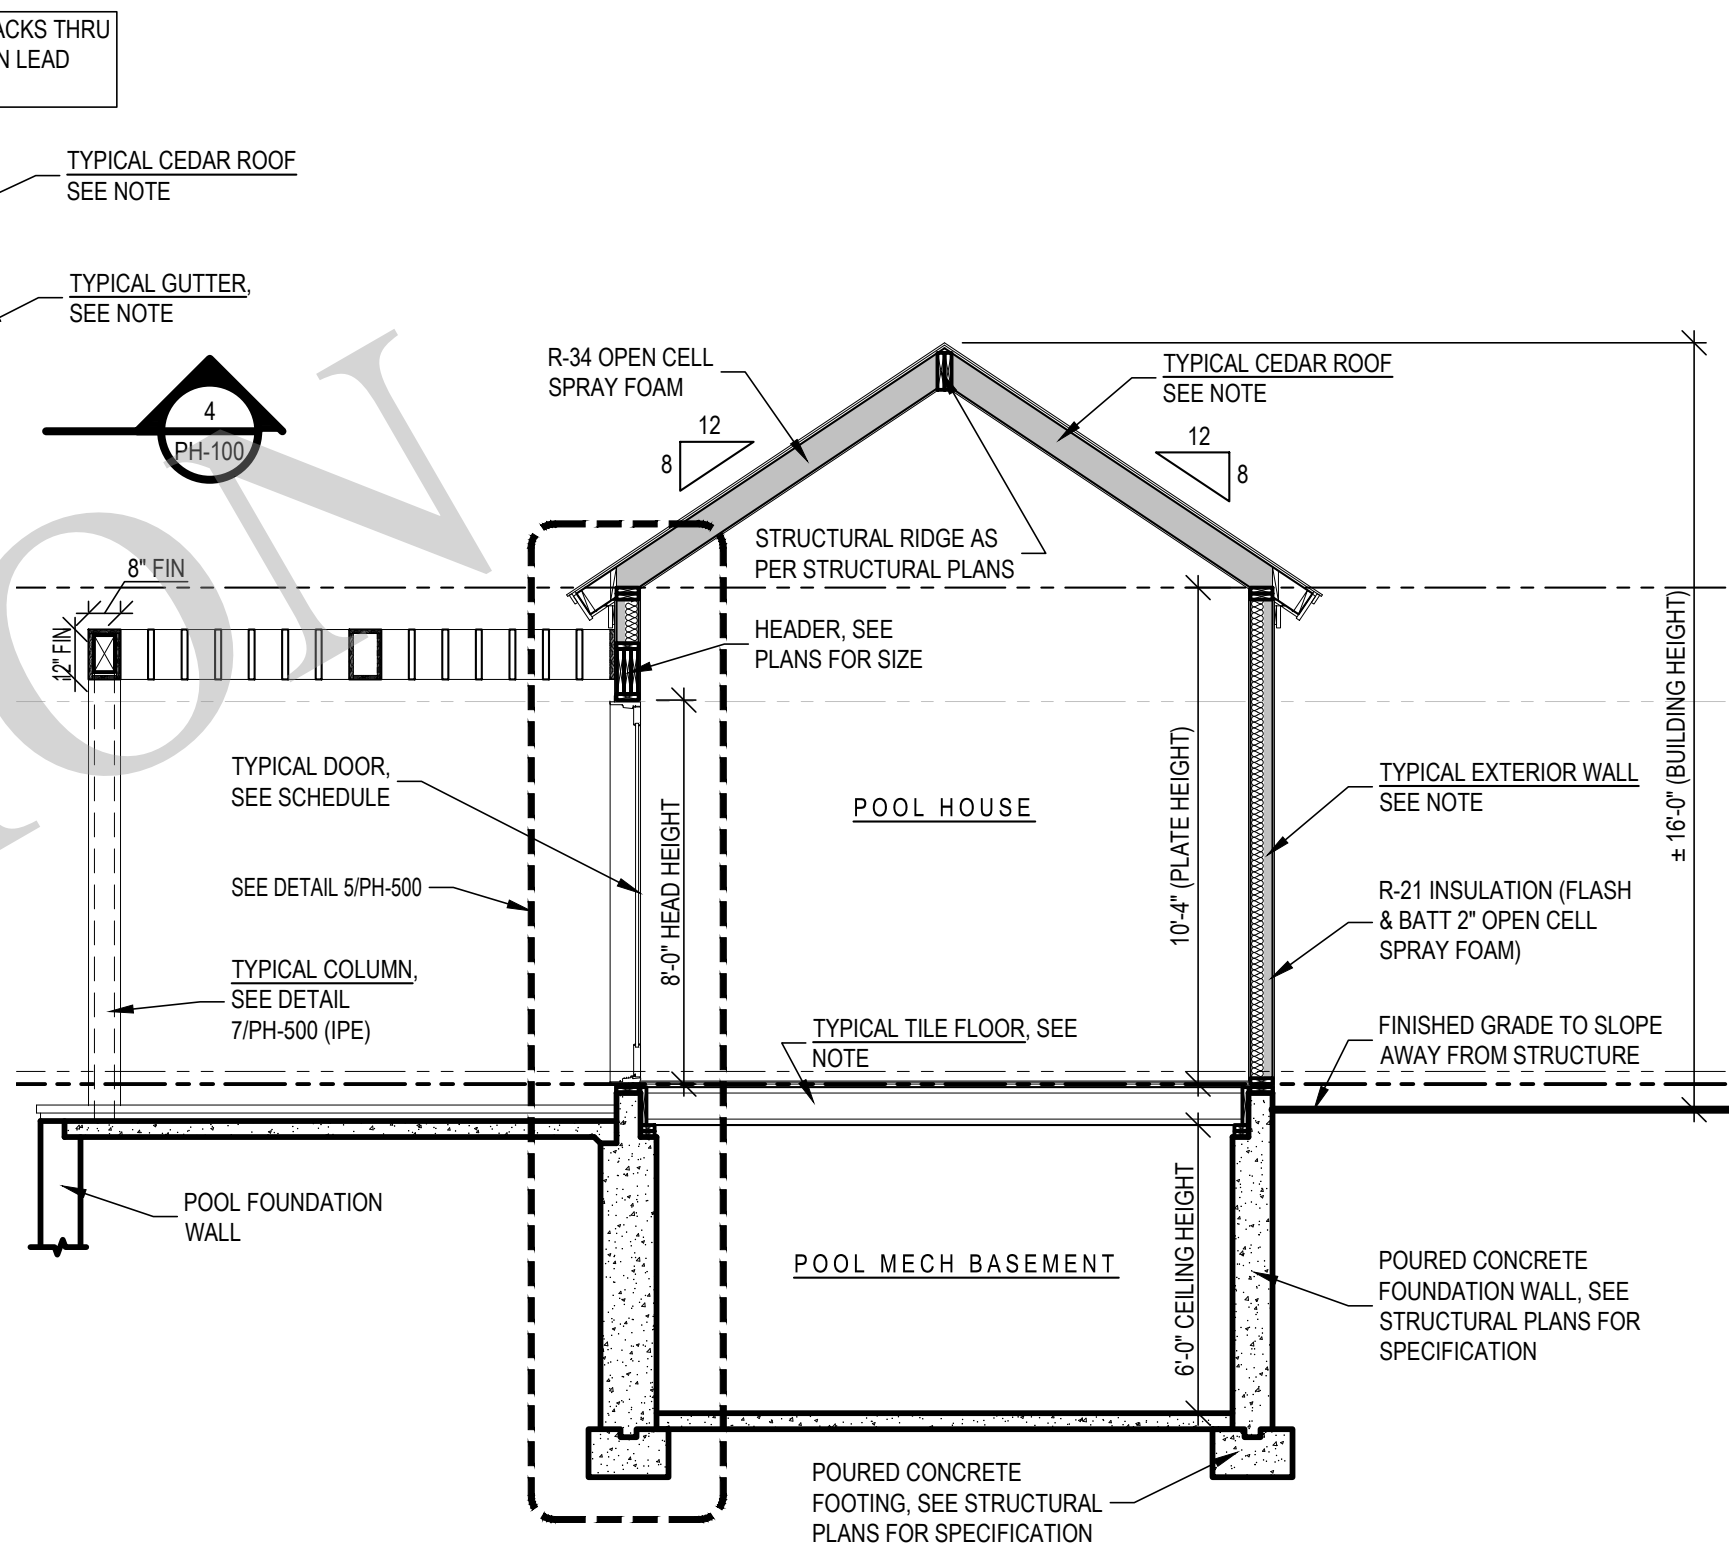 ACKS THRU
N LEAD
TYPICAL CEDAR ROOF
SEE NOTE
TYPICAL GUTTER,
SEE NOTE
4
PH-100
R-34 OPEN CELL
SPRAY FOAM
TYPICAL CEDAR ROOF
SEE NOTE
12
8
12
8
STRUCTURAL RIDGE AS
PER STRUCTURAL PLANS
8" FIN
12" FIN
HEADER, SEE
PLANS FOR SIZE
± 16'-0" (BUILDING HEIGHT)
TYPICAL DOOR,
SEE SCHEDULE
POOL HOUSE
10'-4" (PLATE HEIGHT)
8'-0" HEAD HEIGHT
TYPICAL EXTERIOR WALL
SEE NOTE
SEE DETAIL 5/PH-500
R-21 INSULATION (FLASH
& BATT 2" OPEN CELL
SPRAY FOAM)
TYPICAL COLUMN,
SEE DETAIL
7/PH-500 (IPE)
TYPICAL TILE FLOOR, SEE
NOTE
FINISHED GRADE TO SLOPE
AWAY FROM STRUCTURE
POOL FOUNDATION
WALL
POOL MECH BASEMENT
6'-0" CEILING HEIGHT
POURED CONCRETE
FOUNDATION WALL, SEE
STRUCTURAL PLANS FOR
SPECIFICATION
POURED CONCRETE
FOOTING, SEE STRUCTURAL
PLANS FOR SPECIFICATION
ON